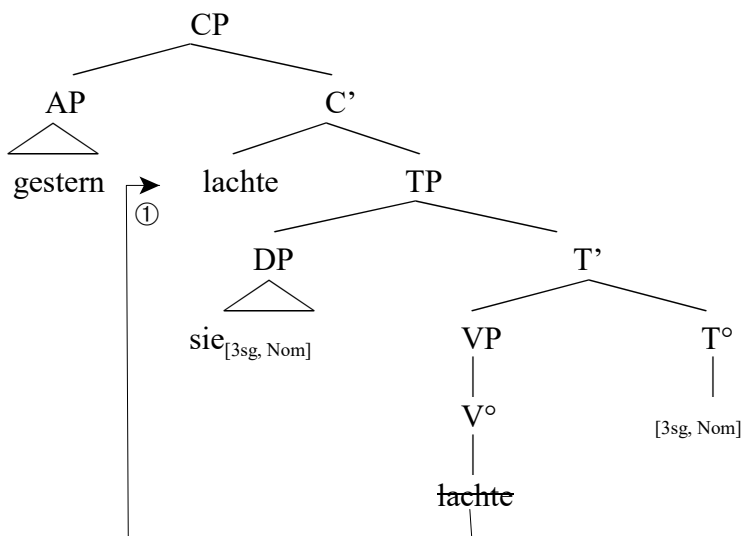 CP
AP C’
gestern lachte TP
①
DP T’
sie[3sg, Nom] VP T°
V° [3sg, Nom]
lachte